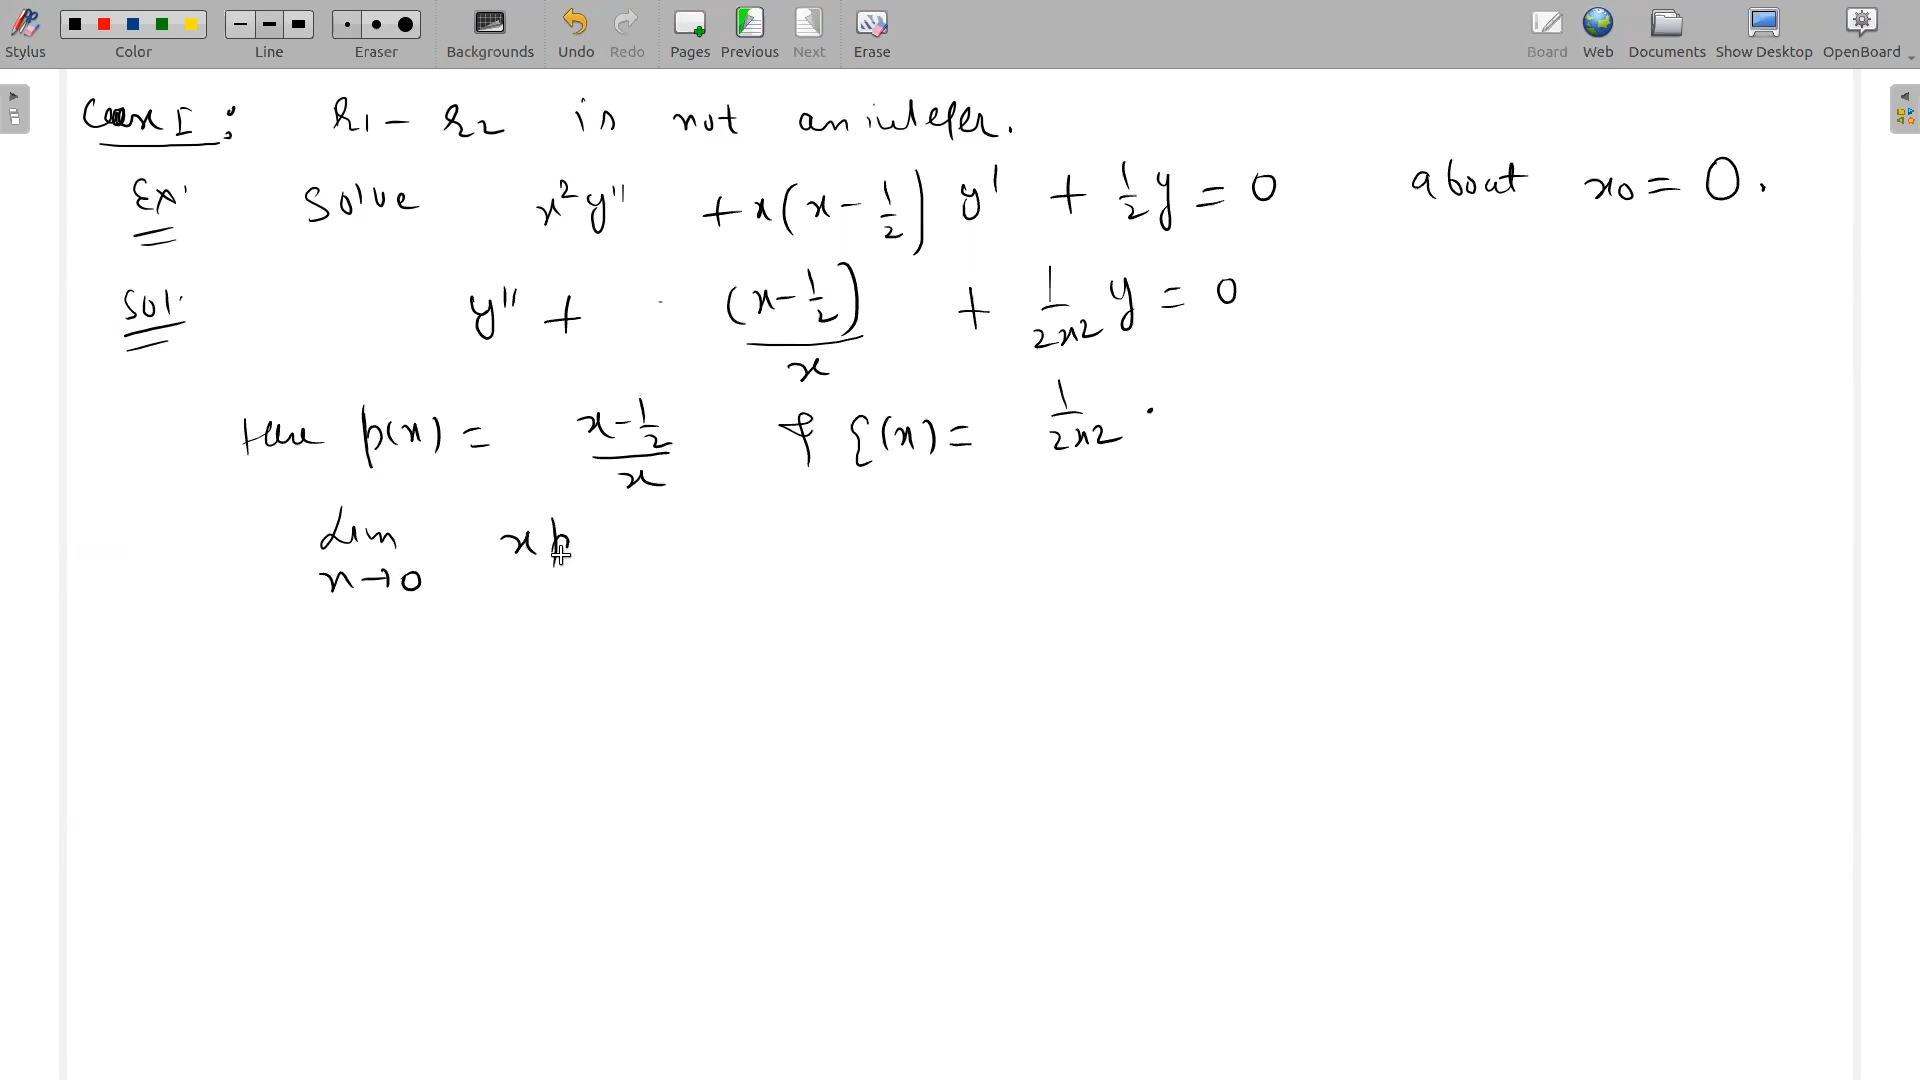 Stylus Color Line Eraser Backgrounds Undo Redo Pages Previous Next Erase Board Web Documents Show Desktop OpenBoard
Case I : r1 - r2 is not an integer.
Ex: Solve x²y'' + x(x - 1/2) y' + 1/2 y = 0 about x0 = 0.
Sol: y'' + (x - 1/2)/x + 1/2x2 y = 0
Here p(x) = x - 1/2 / x & q(x) = 1/2x2 .
Lim x→0 x p